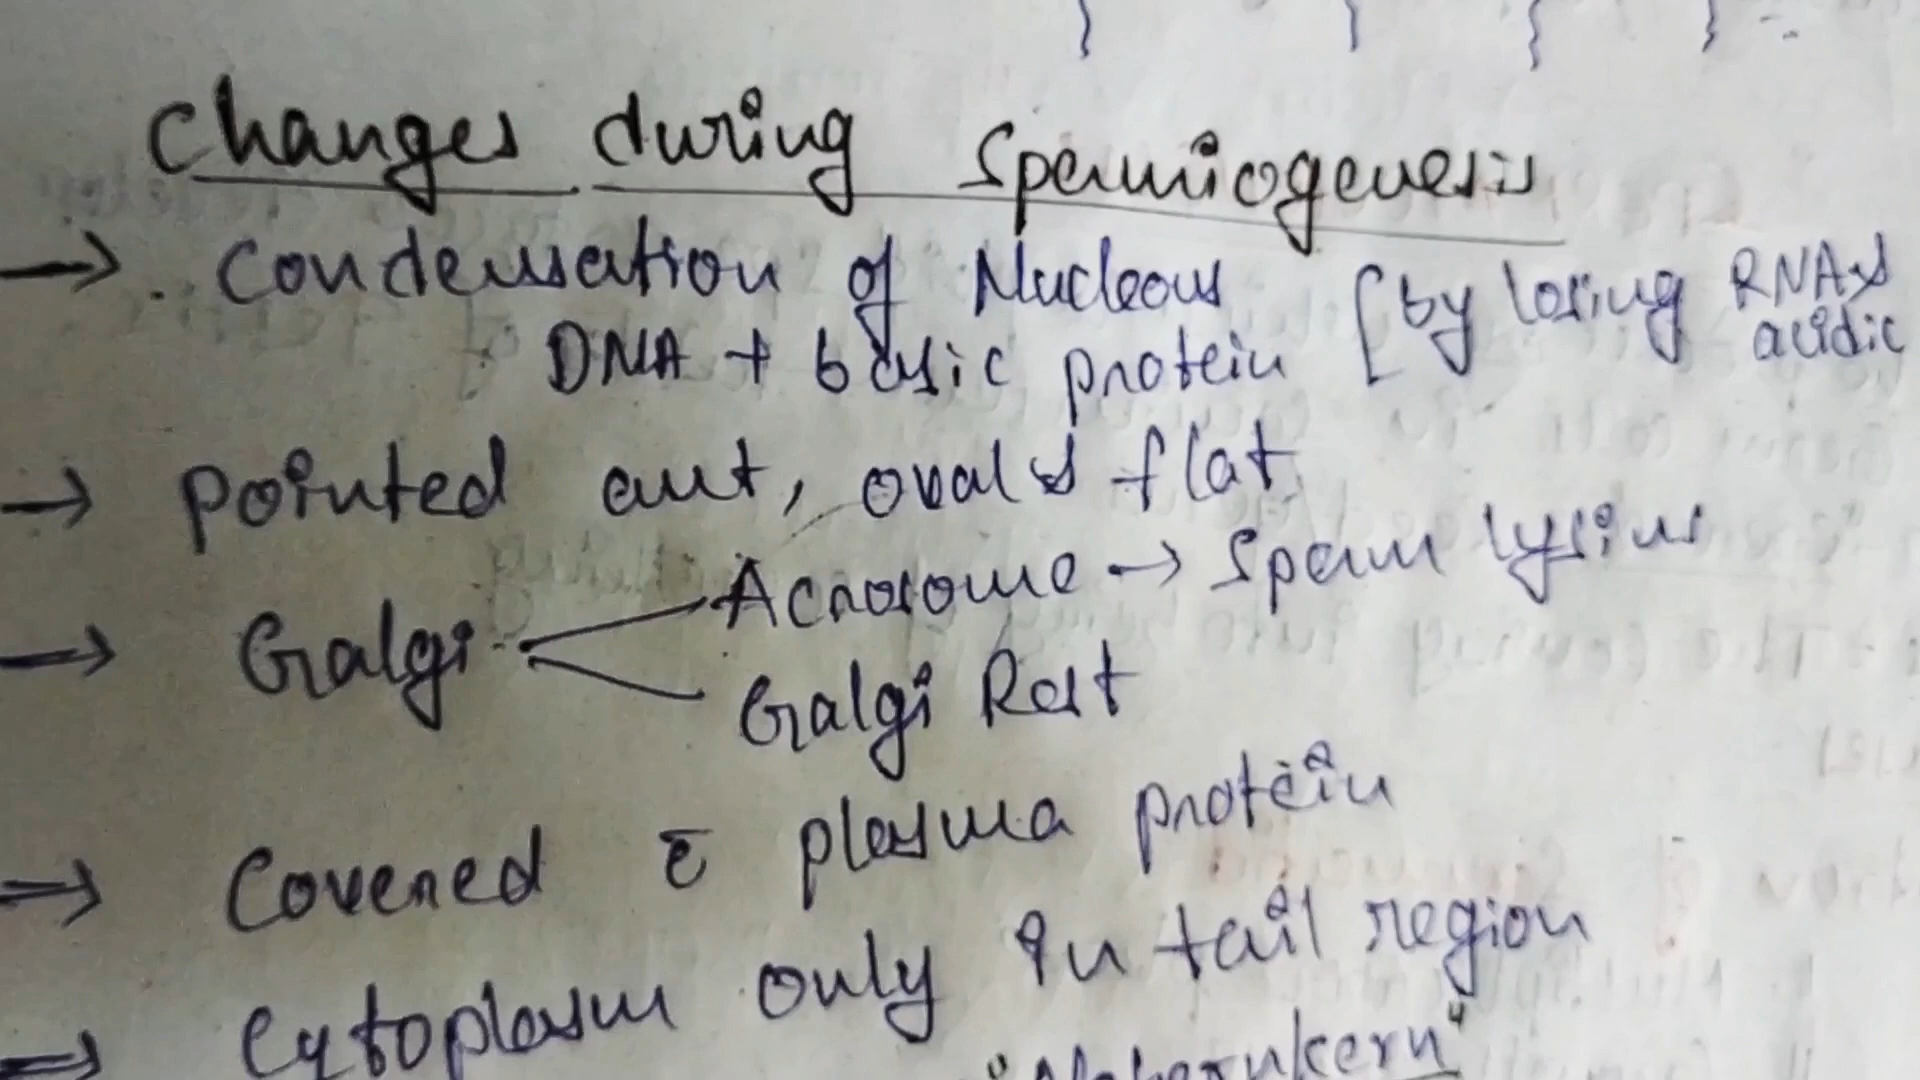 Changes during Spermiogenesis
→ Condensation of Nucleous [by losing RNA &
DNA + basic protein acidic
→ Pointed ant, oval & flat
→ Golgi Acrosome → Sperm lysins
Golgi Rest
→ Covered c̄ plasma protein
→ Cytoplasm only in tail region
"Nebernkern"